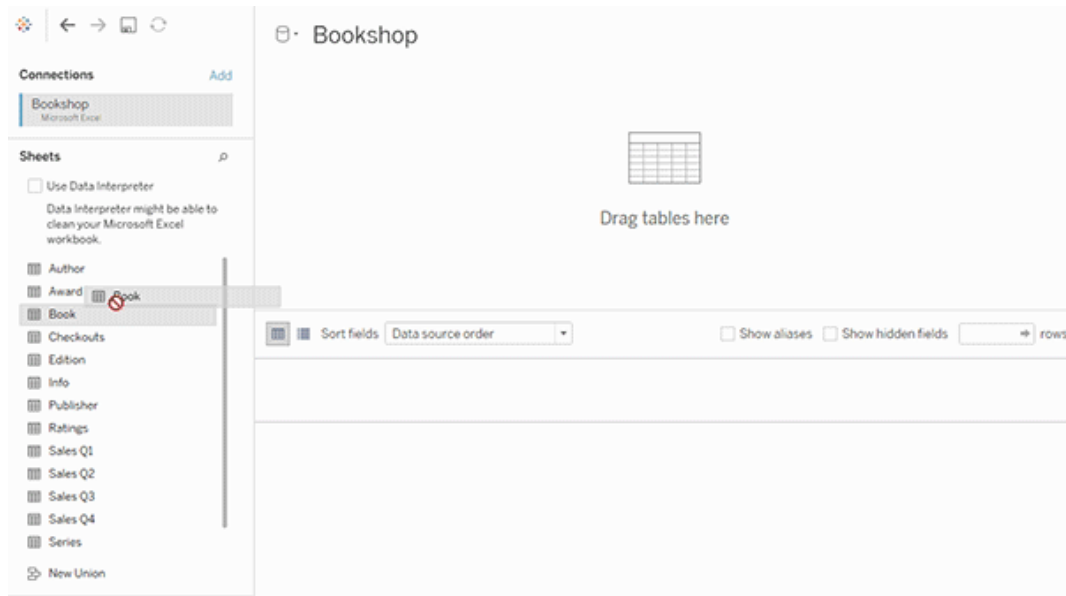 Bookshop
Connections Add
Bookshop
Microsoft Excel
Sheets
Use Data Interpreter
Data Interpreter might be able to
clean your Microsoft Excel
workbook.
Author
Award
Book
Book
Checkouts
Edition
Info
Publisher
Ratings
Sales Q1
Sales Q2
Sales Q3
Sales Q4
Series
New Union
Drag tables here
Sort fields Data source order Show aliases Show hidden fields rows